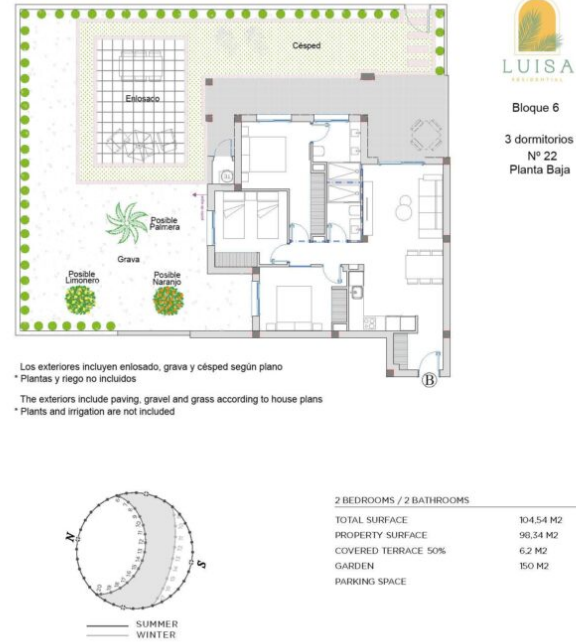 LUISA
RESIDENTIAL
Bloque 6
3 dormitorios
Nº 22
Planta Baja
Césped
Enlosaco
Posible
Palmera
Grava
Posible
Limonero
Posible
Naranjo
B
Los exteriores incluyen enlosado, grava y césped según plano
* Plantas y riego no incluidos
The exteriors include paving, gravel and grass according to house plans
* Plants and irrigation are not included
N
S
SUMMER
WINTER
2 BEDROOMS / 2 BATHROOMS
TOTAL SURFACE 104,54 M2
PROPERTY SURFACE 98,34 M2
COVERED TERRACE 50% 6,2 M2
GARDEN 150 M2
PARKING SPACE